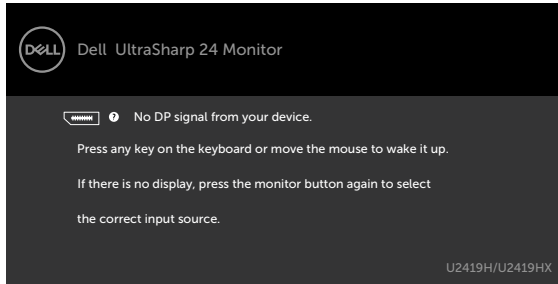 DELL
Dell UltraSharp 24 Monitor
? No DP signal from your device.
Press any key on the keyboard or move the mouse to wake it up.
If there is no display, press the monitor button again to select
the correct input source.
U2419H/U2419HX